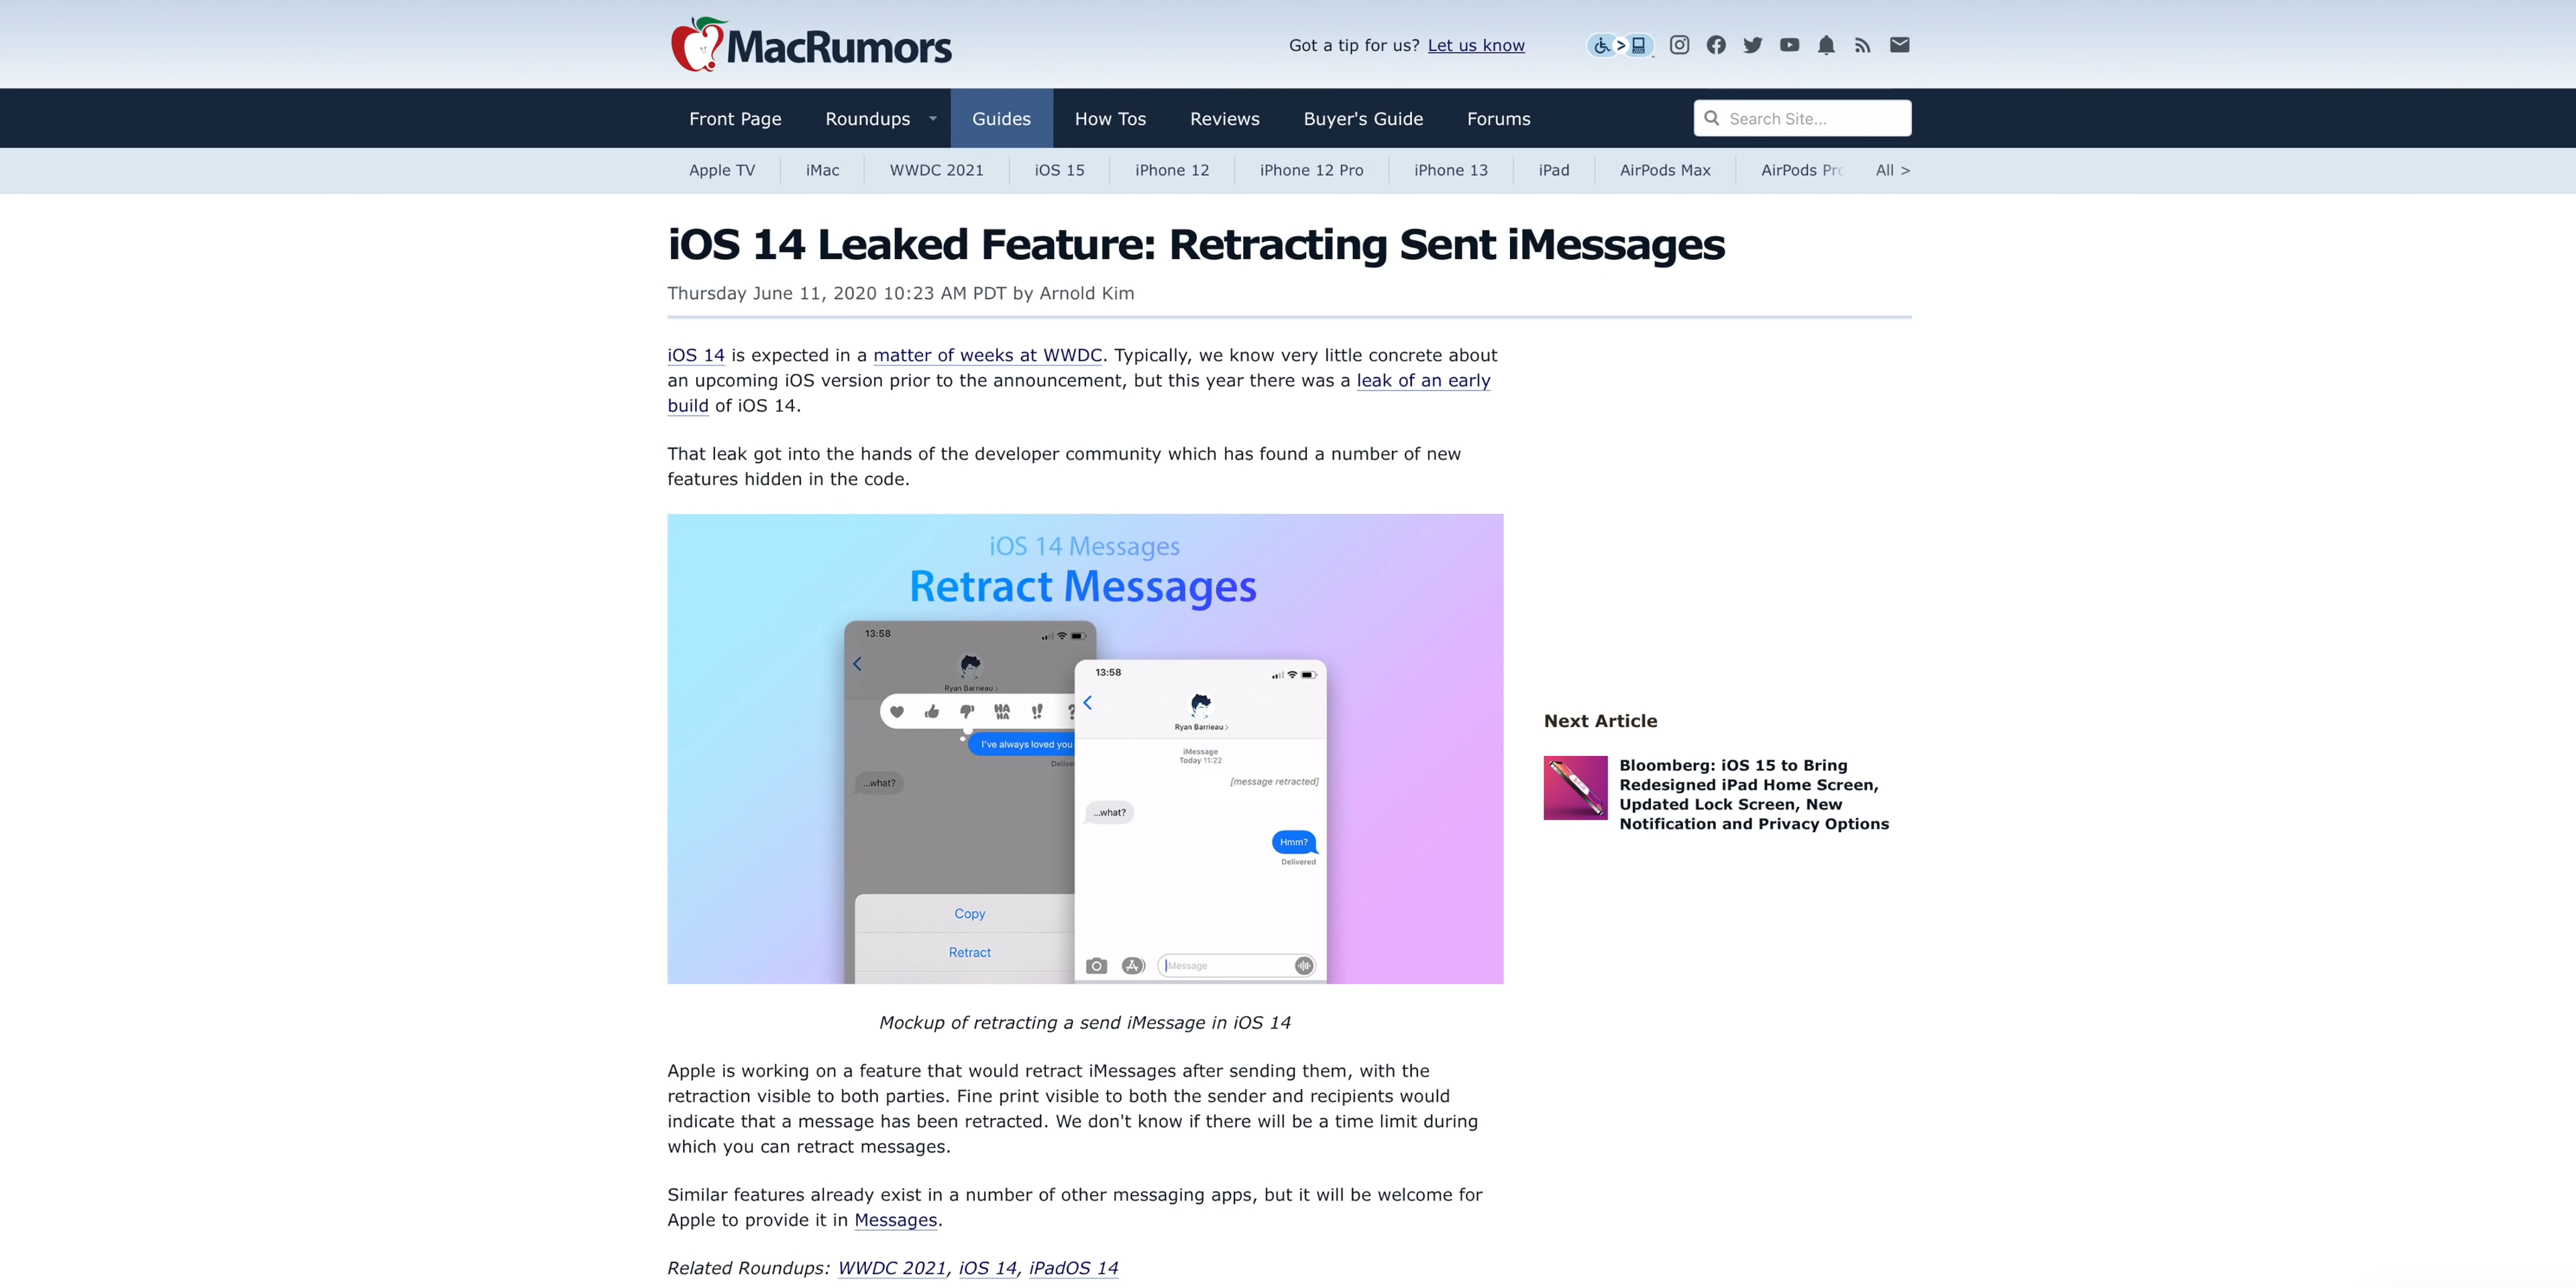 MacRumors
Got a tip for us? Let us know
Front Page
Roundups
Guides
How Tos
Reviews
Buyer's Guide
Forums
Search Site...
Apple TV
iMac
WWDC 2021
iOS 15
iPhone 12
iPhone 12 Pro
iPhone 13
iPad
AirPods Max
AirPods Pro
All >
iOS 14 Leaked Feature: Retracting Sent iMessages
Thursday June 11, 2020 10:23 AM PDT by Arnold Kim
iOS 14 is expected in a matter of weeks at WWDC. Typically, we know very little concrete about
an upcoming iOS version prior to the announcement, but this year there was a leak of an early
build of iOS 14.
That leak got into the hands of the developer community which has found a number of new
features hidden in the code.
iOS 14 Messages
Retract Messages
13:58
Ryan Barrieau >
HA HA
!!
?
I've always loved you
Delive
...what?
Copy
Retract
13:58
Ryan Barrieau >
iMessage
Today 11:22
[message retracted]
...what?
Hmm?
Delivered
Message
Mockup of retracting a send iMessage in iOS 14
Next Article
Bloomberg: iOS 15 to Bring
Redesigned iPad Home Screen,
Updated Lock Screen, New
Notification and Privacy Options
Apple is working on a feature that would retract iMessages after sending them, with the
retraction visible to both parties. Fine print visible to both the sender and recipients would
indicate that a message has been retracted. We don't know if there will be a time limit during
which you can retract messages.
Similar features already exist in a number of other messaging apps, but it will be welcome for
Apple to provide it in Messages.
Related Roundups: WWDC 2021, iOS 14, iPadOS 14